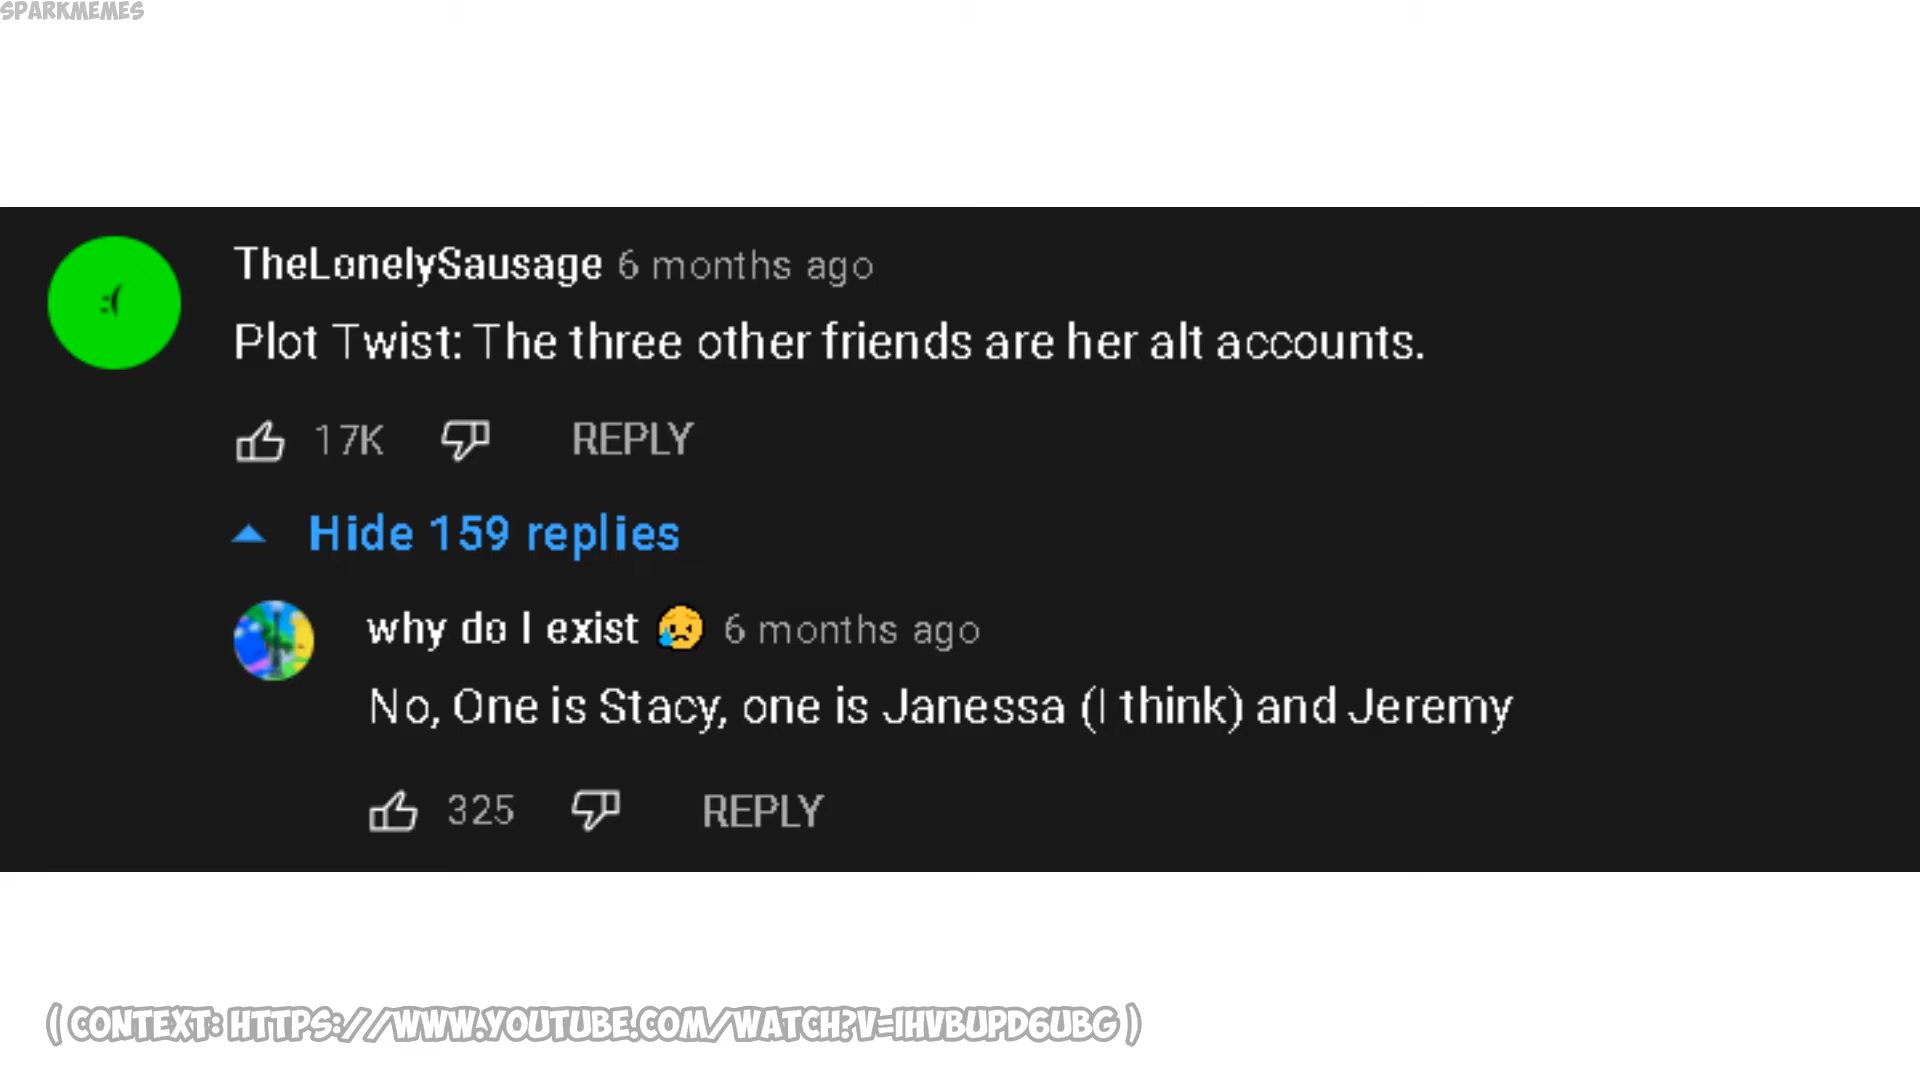 SPARKMEMES
TheLonelySausage 6 months ago
Plot Twist: The three other friends are her alt accounts.
17K REPLY
Hide 159 replies
why do I exist 😥 6 months ago
No, One is Stacy, one is Janessa (I think) and Jeremy
325 REPLY
( CONTEXT: HTTPS://WWW.YOUTUBE.COM/WATCH?V=IHVBUPD6UBG )